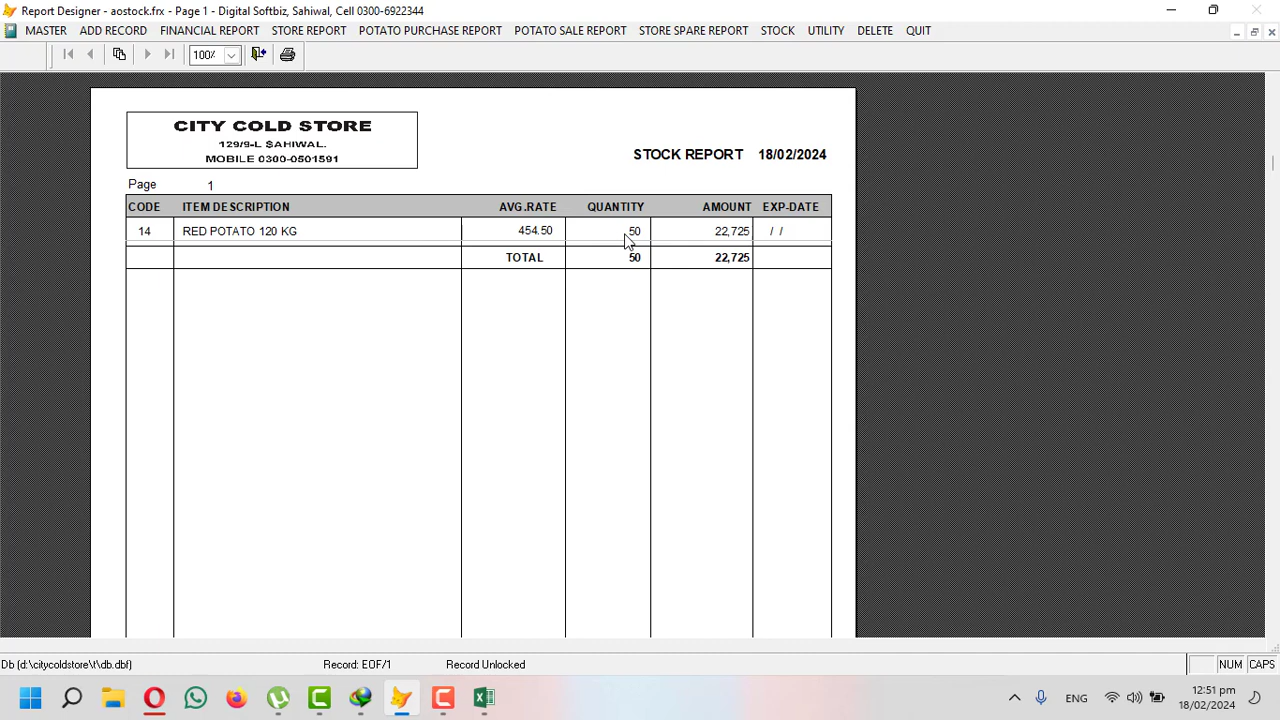 Report Designer - aostock.frx - Page 1 - Digital Softbiz, Sahiwal, Cell 0300-6922344
MASTER ADD RECORD FINANCIAL REPORT STORE REPORT POTATO PURCHASE REPORT POTATO SALE REPORT STORE SPARE REPORT STOCK UTILITY DELETE QUIT
100%
CITY COLD STORE
129/9-L SAHIWAL.
MOBILE 0300-0501591
STOCK REPORT 18/02/2024
Page 1
CODE ITEM DESCRIPTION AVG.RATE QUANTITY AMOUNT EXP-DATE
14 RED POTATO 120 KG 454.50 50 22,725 / /
TOTAL 50 22,725
Db (d:\citycoldstore\t\db.dbf) Record: EOF/1 Record Unlocked NUM CAPS
ENG 12:51 pm
18/02/2024